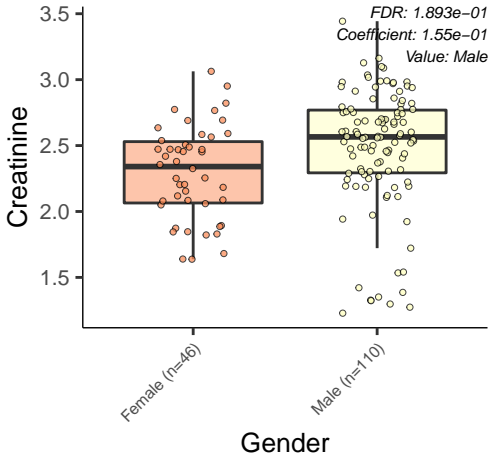 FDR: 1.893e−01
Coefficient: 1.55e−01
Value: Male
3.5
3.0
2.5
2.0
1.5
Creatinine
Female (n=46)
Male (n=110)
Gender